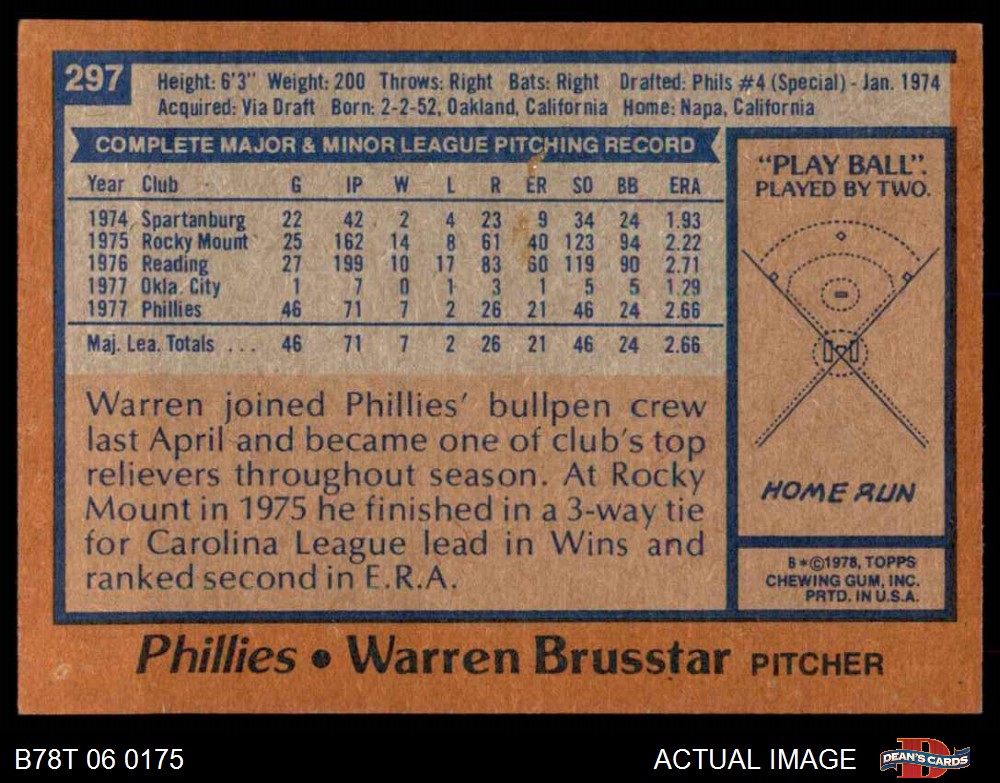 297
Height: 6'3" Weight: 200 Throws: Right Bats: Right Drafted: Phils #4 (Special) - Jan. 1974
Acquired: Via Draft Born: 2-2-52, Oakland, California Home: Napa, California
COMPLETE MAJOR & MINOR LEAGUE PITCHING RECORD
Year Club G IP W L R ER SO BB ERA
1974 Spartanburg 22 42 2 4 23 9 34 24 1.93
1975 Rocky Mount 25 162 14 8 61 40 123 94 2.22
1976 Reading 27 199 10 17 83 60 119 90 2.71
1977 Okla. City 1 7 0 1 3 1 5 5 1.29
1977 Phillies 46 71 7 2 26 21 46 24 2.66
Maj. Lea. Totals ... 46 71 7 2 26 21 46 24 2.66
Warren joined Phillies' bullpen crew
last April and became one of club's top
relievers throughout season. At Rocky
Mount in 1975 he finished in a 3-way tie
for Carolina League lead in Wins and
ranked second in E.R.A.
"PLAY BALL".
PLAYED BY TWO.
HOME RUN
B*©1978, TOPPS
CHEWING GUM, INC.
PRTD. IN U.S.A.
Phillies • Warren Brusstar PITCHER
B78T 06 0175
ACTUAL IMAGE
DEAN'S CARDS